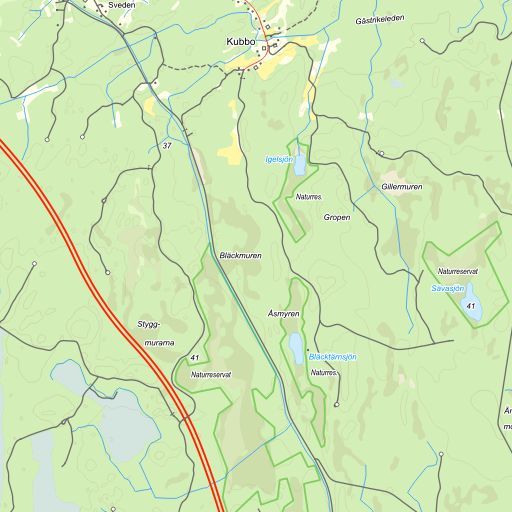 Sveden
Gästrikeleden
Kubbo
37
Igelsjön
Gillermuren
Naturres.
Gropen
Bläckmuren
Naturreservat
Savasjön
41
Åsmyren
Stygg-
murarna
41
Bläcktärnsjön
Naturreservat
Naturres.